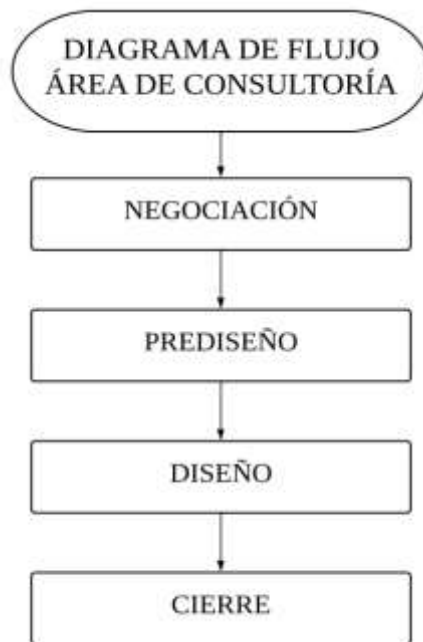 DIAGRAMA DE FLUJO
ÁREA DE CONSULTORÍA
NEGOCIACIÓN
PREDISEÑO
DISEÑO
CIERRE